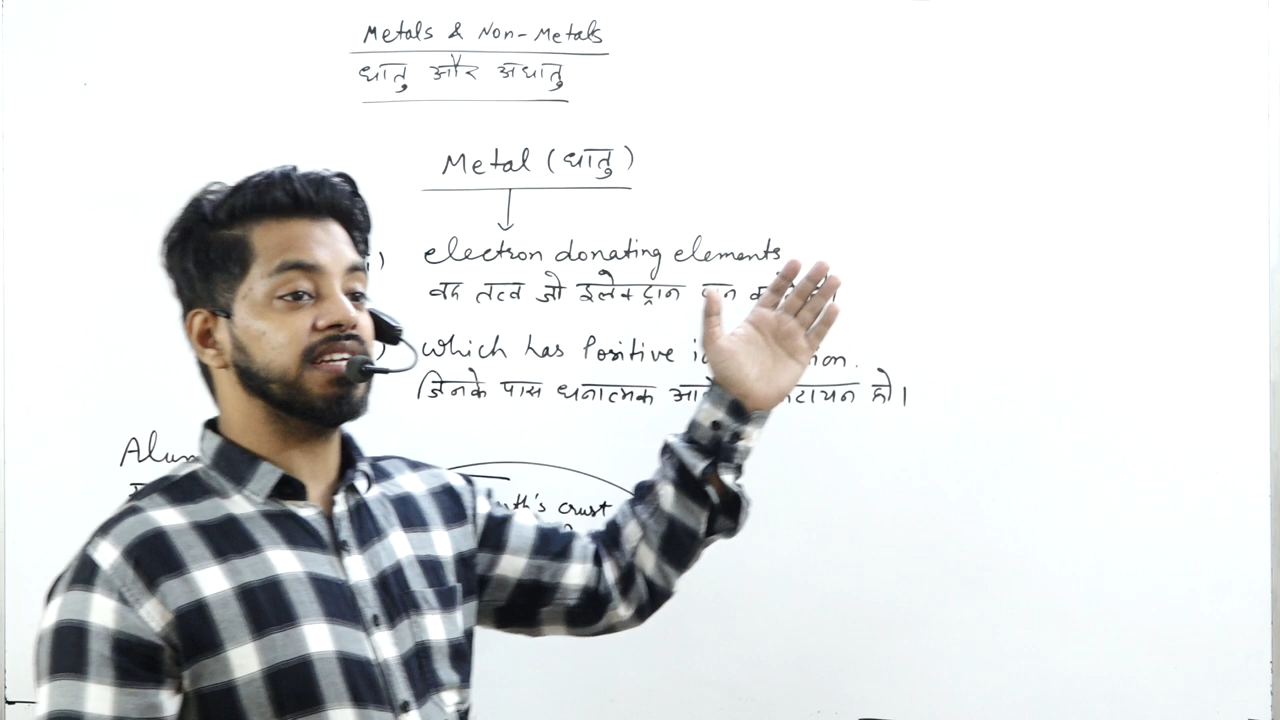 Metals & Non-Metals
धातु और अधातु
Metal (धातु)
) electron donating elements
वह तत्व जो इलेक्ट्रान
) which has Positive
जिनके पास धनात्मक हो।
crust